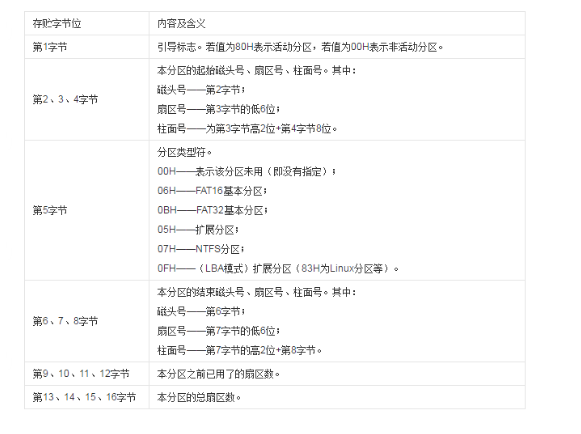 存贮字节位 内容及含义
第1字节 引导标志。若值为80H表示活动分区，若值为00H表示非活动分区。
本分区的起始磁头号、扇区号、柱面号。其中：
磁头号——第2字节；
第2、3、4字节
扇区号——第3字节的低6位；
柱面号——为第3字节高2位+第4字节8位。
分区类型符。
00H——表示该分区未用（即没有指定）；
06H——FAT16基本分区；
0BH——FAT32基本分区；
第5字节
05H——扩展分区；
07H——NTFS分区；
0FH——（LBA模式）扩展分区（83H为Linux分区等）。
本分区的结束磁头号、扇区号、柱面号。其中：
磁头号——第6字节；
第6、7、8字节
扇区号——第7字节的低6位；
柱面号——第7字节的高2位+第8字节。
第9、10、11、12字节 本分区之前已用了的扇区数。
第13、14、15、16字节 本分区的总扇区数。